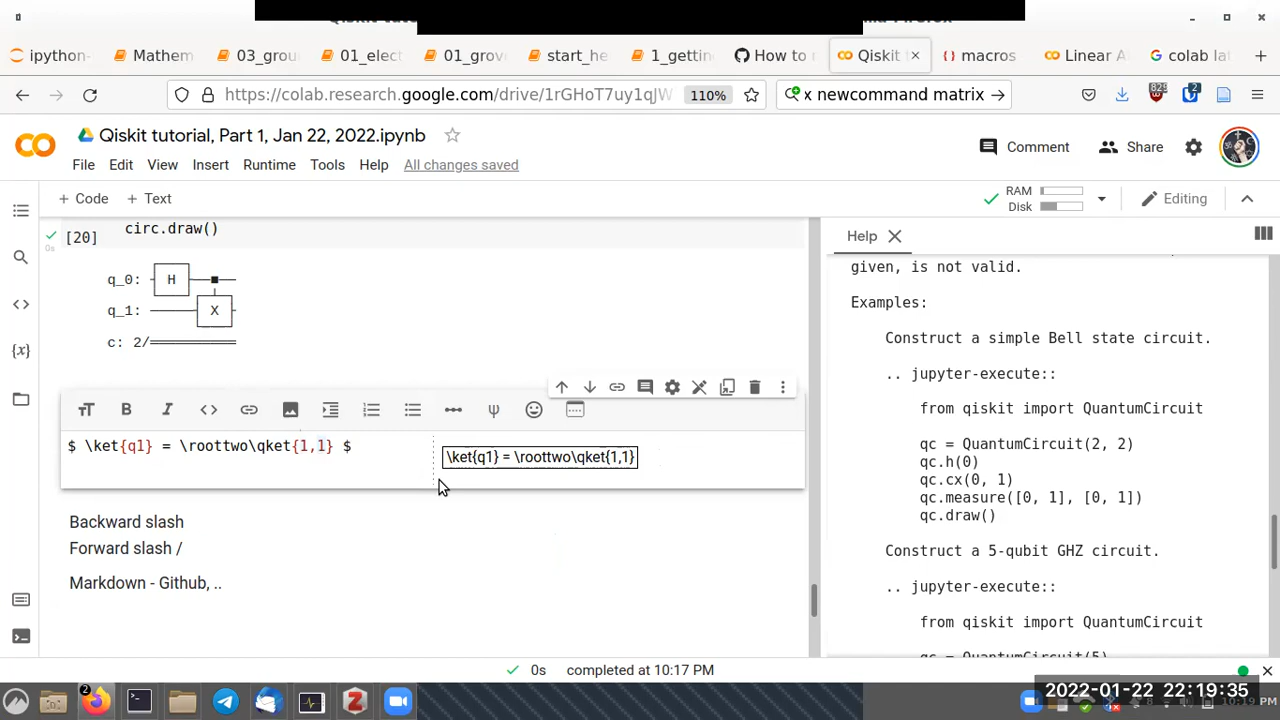 ipython-
Mathem
03_grou
01_elect
01_grov
start_he
1_getting
How to r
Qiskit t
macros
Linear A
colab lat
https://colab.research.google.com/drive/1rGHoT7uy1qjW
110%
x newcommand matrix →
Qiskit tutorial, Part 1, Jan 22, 2022.ipynb
File Edit View Insert Runtime Tools Help All changes saved
Comment
Share
+ Code + Text
RAM
Disk
Editing
[20]
0s
circ.draw()
q_0: H
q_1: X
c: 2/
$ \ket{q1} = \roottwo\qket{1,1} $
\ket{q1} = \roottwo\qket{1,1}
Backward slash
Forward slash /
Markdown - Github, ..
Help
given, is not valid.
Examples:
Construct a simple Bell state circuit.
.. jupyter-execute::
from qiskit import QuantumCircuit
qc = QuantumCircuit(2, 2)
qc.h(0)
qc.cx(0, 1)
qc.measure([0, 1], [0, 1])
qc.draw()
Construct a 5-qubit GHZ circuit.
.. jupyter-execute::
from qiskit import QuantumCircuit
qc = QuantumCircuit(5)
0s completed at 10:17 PM
2022-01-22 22:19:35